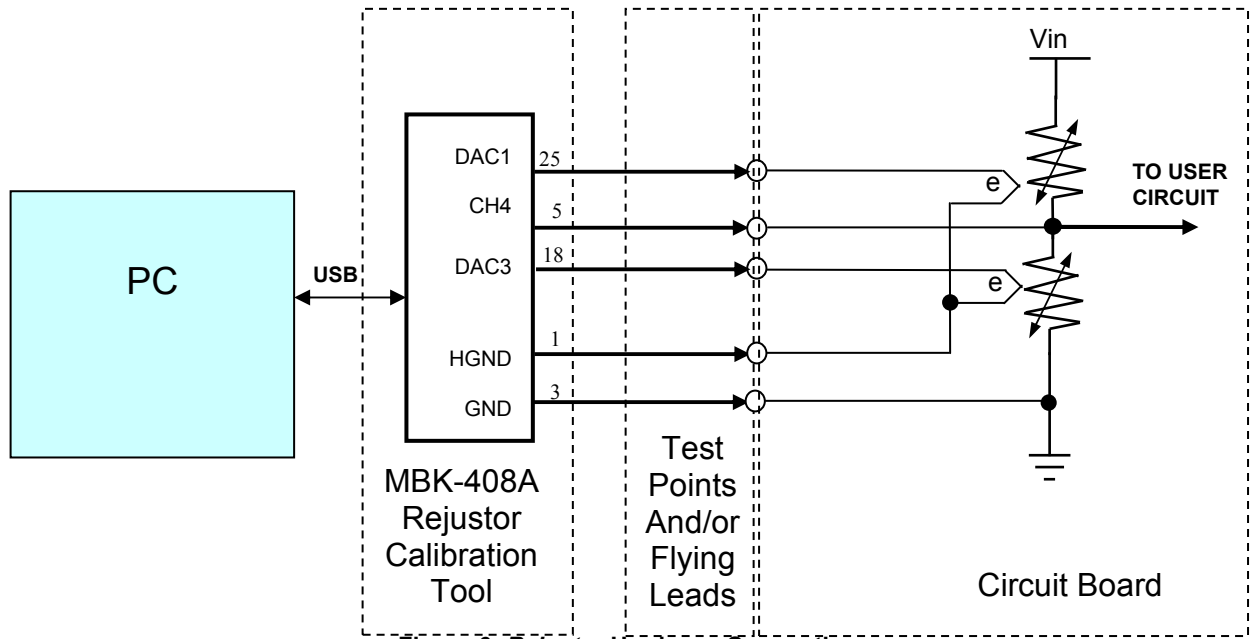 Vin
DAC1
25
TO USER
CIRCUIT
e
CH4
5
DAC3
18
PC
USB
e
HGND
1
GND
3
MBK-408A
Rejustor
Calibration
Tool
Test
Points
And/or
Flying
Leads
Circuit Board